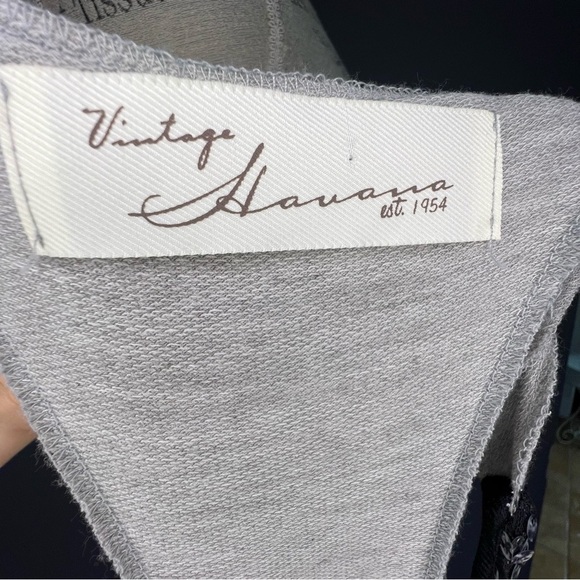 Vintage
Havana
est. 1954